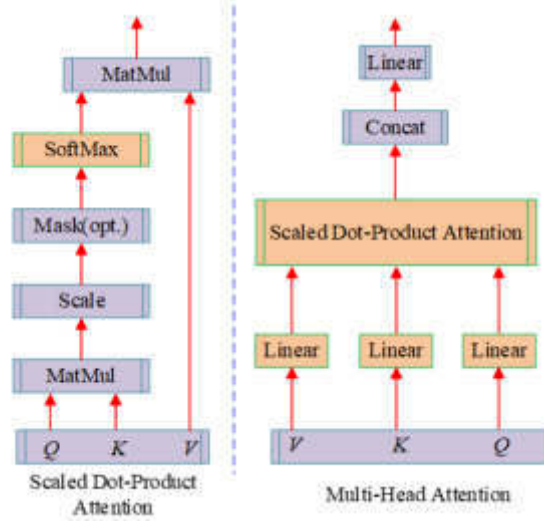 MatMul
SoftMax
Mask(opt.)
Scale
MatMul
Q K V
Scaled Dot-Product
Attention
Linear
Concat
Scaled Dot-Product Attention
Linear Linear Linear
V K Q
Multi-Head Attention